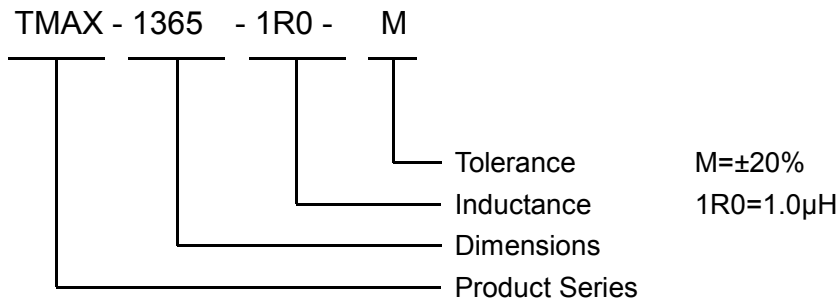 TMAX - 1365 - 1R0 - M
Tolerance M=±20%
Inductance 1R0=1.0µH
Dimensions
Product Series